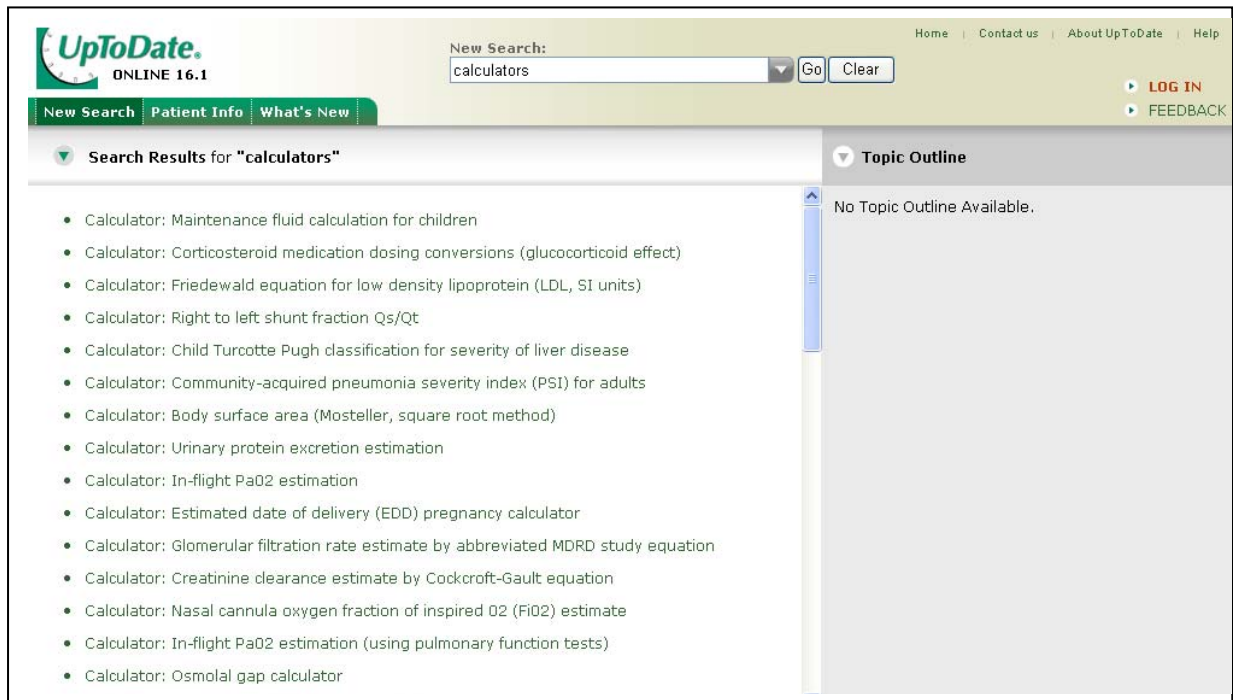 UpToDate®
ONLINE 16.1
New Search:
calculators
Go
Clear
Home | Contact us | About UpToDate | Help
LOG IN
FEEDBACK
New Search
Patient Info
What's New
Search Results for "calculators"
Calculator: Maintenance fluid calculation for children
Calculator: Corticosteroid medication dosing conversions (glucocorticoid effect)
Calculator: Friedewald equation for low density lipoprotein (LDL, SI units)
Calculator: Right to left shunt fraction Qs/Qt
Calculator: Child Turcotte Pugh classification for severity of liver disease
Calculator: Community-acquired pneumonia severity index (PSI) for adults
Calculator: Body surface area (Mosteller, square root method)
Calculator: Urinary protein excretion estimation
Calculator: In-flight Pa02 estimation
Calculator: Estimated date of delivery (EDD) pregnancy calculator
Calculator: Glomerular filtration rate estimate by abbreviated MDRD study equation
Calculator: Creatinine clearance estimate by Cockcroft-Gault equation
Calculator: Nasal cannula oxygen fraction of inspired 02 (Fi02) estimate
Calculator: In-flight Pa02 estimation (using pulmonary function tests)
Calculator: Osmolal gap calculator
Topic Outline
No Topic Outline Available.